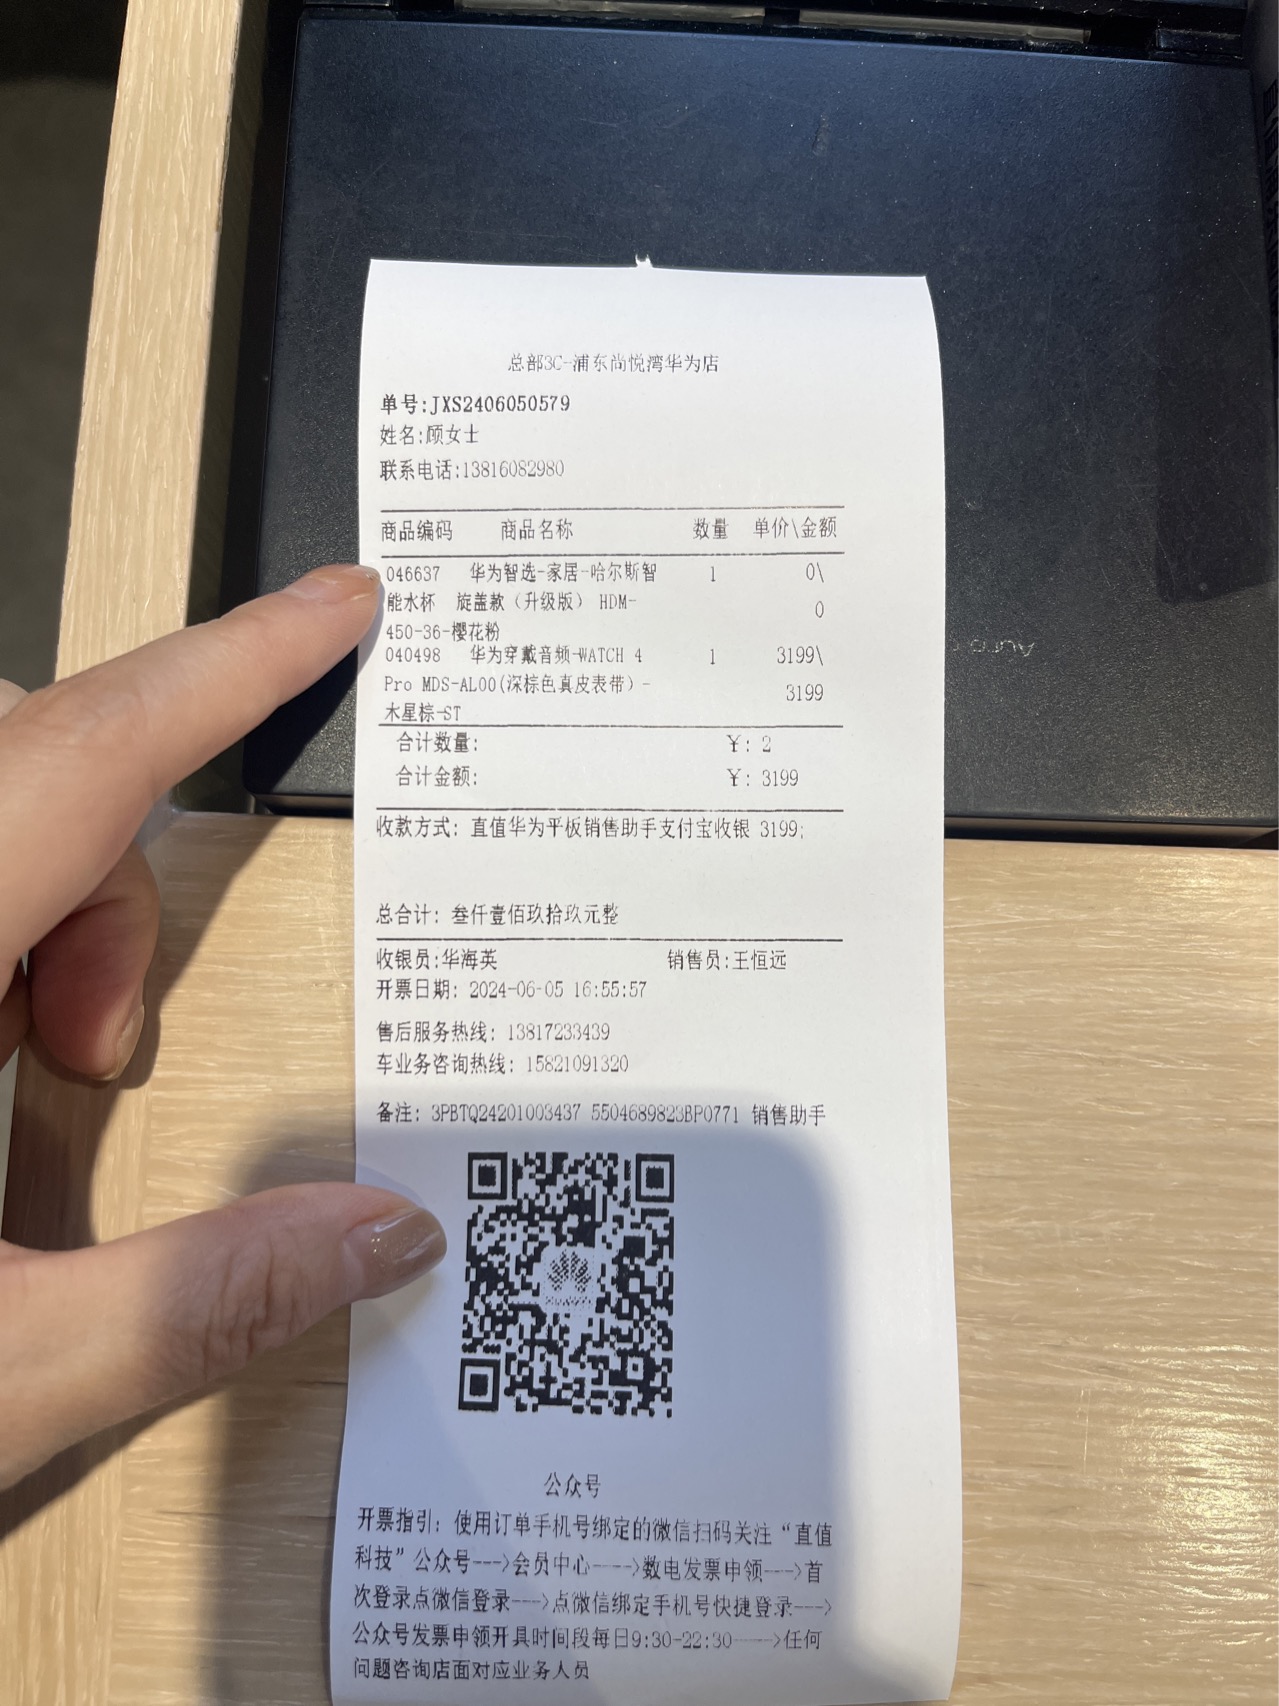 总部3C-浦东尚悦湾华为店
单号:JXS2406050579
姓名:顾女士
联系电话:13816082980
商品编码 商品名称 数量 单价\金额
046637 华为智选-家居-哈尔斯智 1 0\
能水杯 旋盖款（升级版） HDM- 0
450-36-樱花粉
040498 华为穿戴音频-WATCH 4 1 3199\
Pro MDS-AL00(深棕色真皮表带）- 3199
木星棕-ST
合计数量: ￥: 2
合计金额: ￥: 3199
收款方式: 直值华为平板销售助手支付宝收银 3199;
总合计: 叁仟壹佰玖拾玖元整
收银员:华海英 销售员:王恒远
开票日期: 2024-06-05 16:55:57
售后服务热线: 13817233439
车业务咨询热线: 15821091320
备注: 3PBTQ24201003437 5504689823BP0771 销售助手
公众号
开票指引: 使用订单手机号绑定的微信扫码关注“直值
科技”公众号--->会员中心---->数电发票申领--->首
次登录点微信登录--->点微信绑定手机号快捷登录--->
公众号发票申领开具时间段每日9:30-22:30---->任何
问题咨询店面对应业务人员